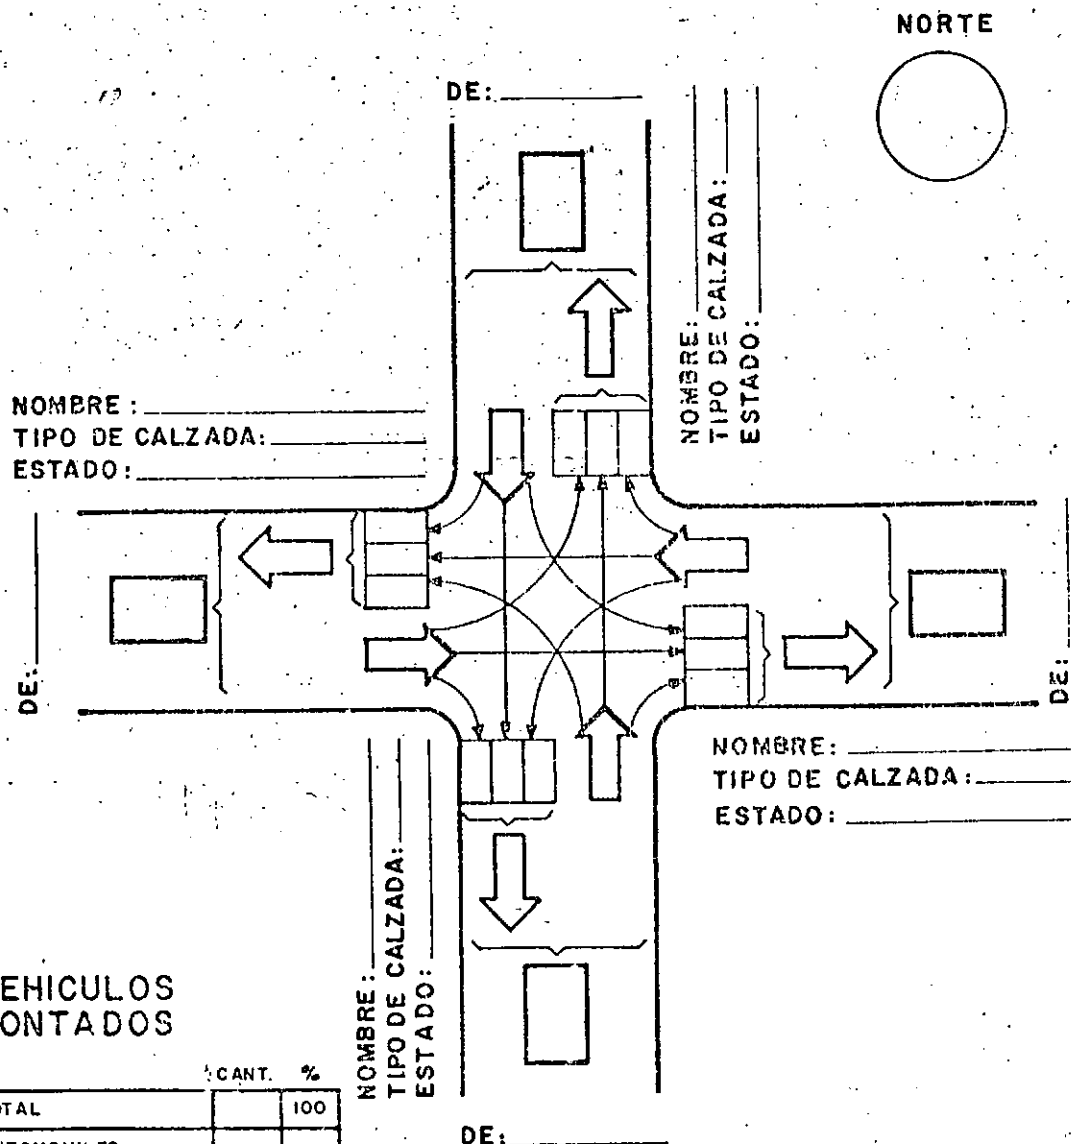 NORTE
DE:
NOMBRE:
TIPO DE CALZADA:
ESTADO:
NOMBRE:
TIPO DE CALZADA:
ESTADO:
DE:
DE:
NOMBRE:
TIPO DE CALZADA:
ESTADO:
NOMBRE:
TIPO DE CALZADA:
ESTADO:
EHICULOS
ONTADOS
CANT. %
OTAL 100
DE: